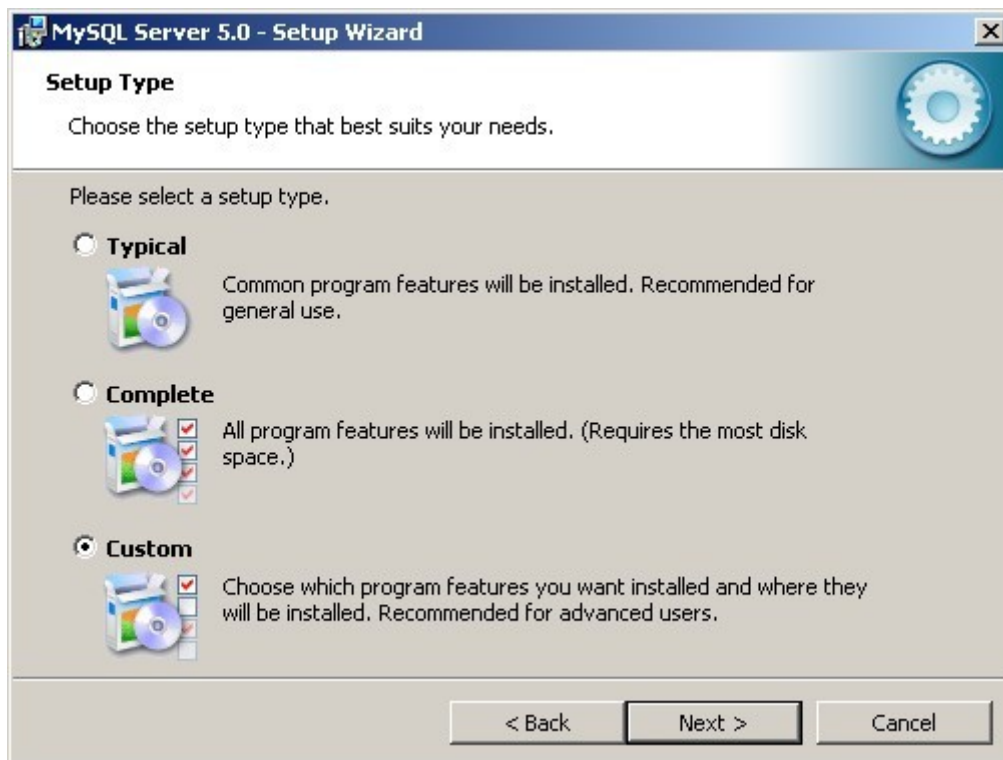 MySQL Server 5.0 - Setup Wizard
Setup Type
Choose the setup type that best suits your needs.
Please select a setup type.
Typical
Common program features will be installed. Recommended for
general use.
Complete
All program features will be installed. (Requires the most disk
space.)
Custom
Choose which program features you want installed and where they
will be installed. Recommended for advanced users.
< Back
Next >
Cancel